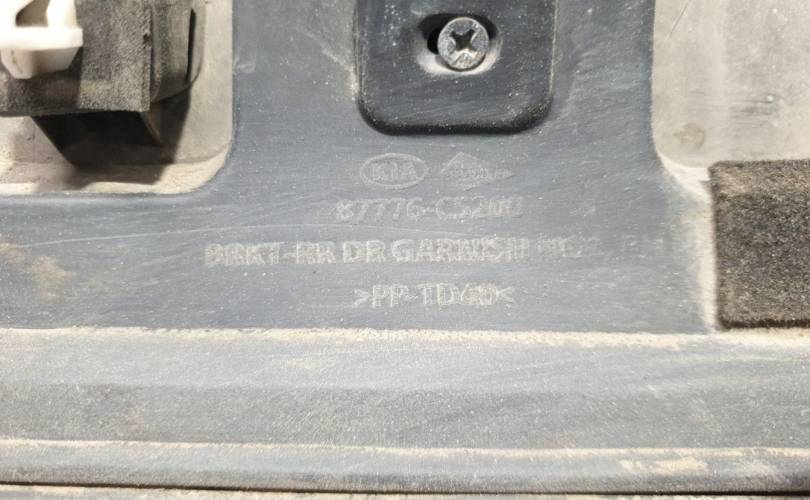 KIA
87776-C5200
BRKT-RR DR GARNISH
>PP-TD40<